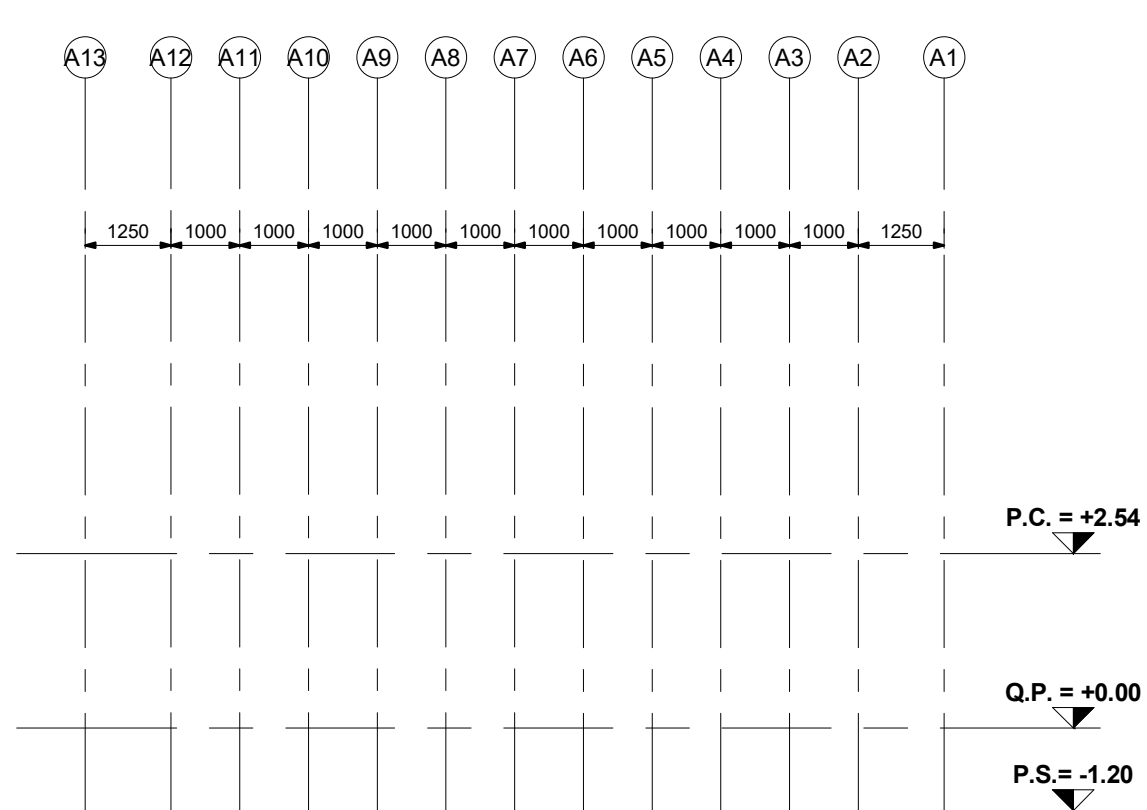 A13 A12 A11 A10 A9 A8 A7 A6 A5 A4 A3 A2 A1
1250 1000 1000 1000 1000 1000 1000 1000 1000 1000 1000 1250
P.C. = +2.54
Q.P. = +0.00
P.S.= -1.20